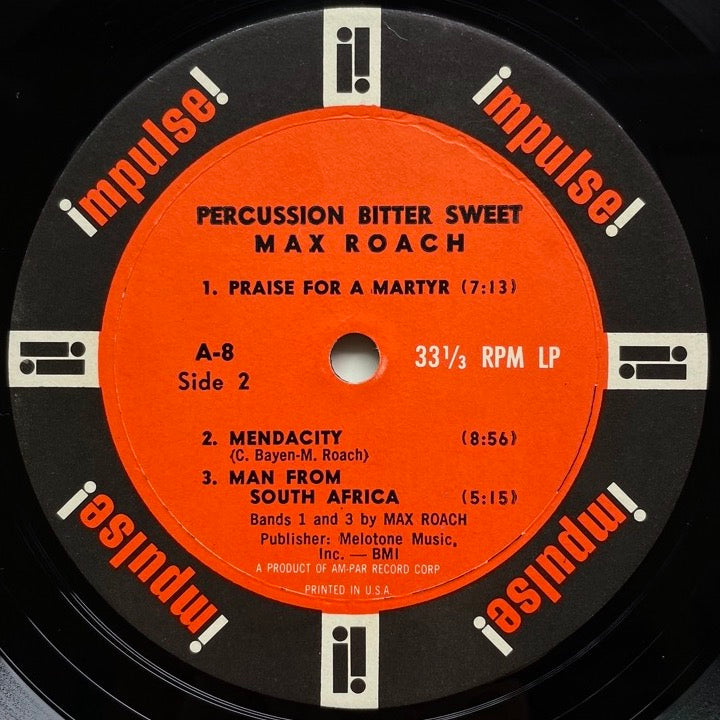 impulse!
impulse!
PERCUSSION BITTER SWEET
MAX ROACH
1. PRAISE FOR A MARTYR (7:13)
A-8
Side 2
33 1/3 RPM LP
2. MENDACITY (8:56)
(C. Bayen-M. Roach)
3. MAN FROM
SOUTH AFRICA (5:15)
Bands 1 and 3 by MAX ROACH
Publisher: Melotone Music,
Inc. — BMI
A PRODUCT OF AM-PAR RECORD CORP.
PRINTED IN U.S.A.
impulse!
impulse!